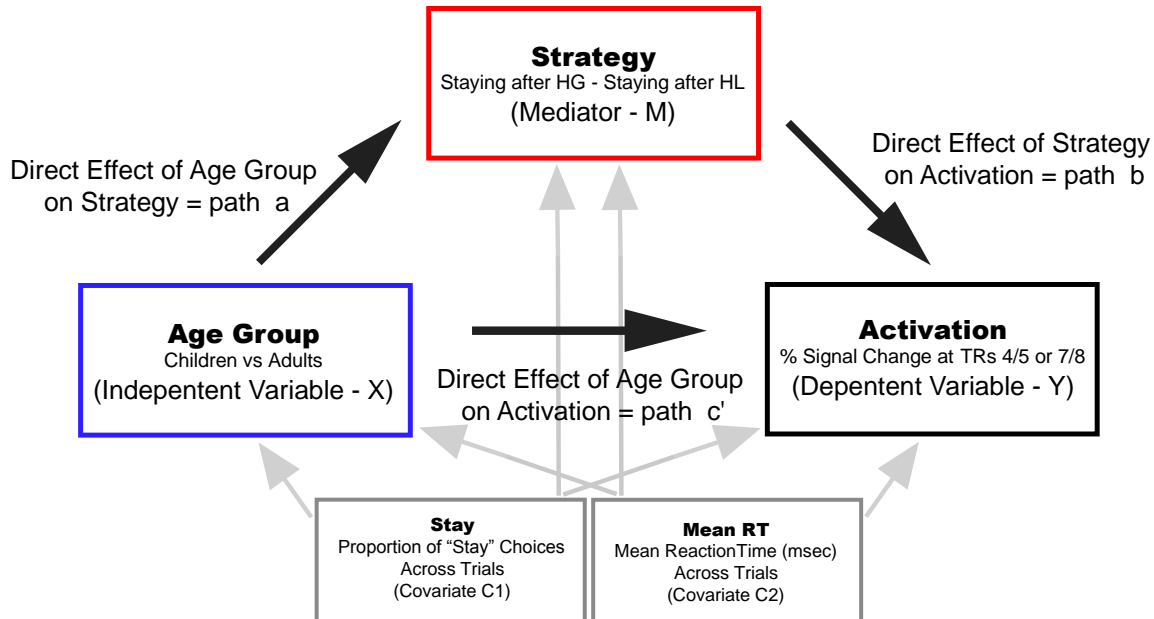 Strategy
Staying after HG - Staying after HL
(Mediator - M)
Direct Effect of Age Group
on Strategy = path a
Direct Effect of Strategy
on Activation = path b
Age Group
Children vs Adults
(Indepentent Variable - X)
Direct Effect of Age Group
on Activation = path c'
Activation
% Signal Change at TRs 4/5 or 7/8
(Depentent Variable - Y)
Stay
Proportion of “Stay” Choices
Across Trials
(Covariate C1)
Mean RT
Mean ReactionTime (msec)
Across Trials
(Covariate C2)